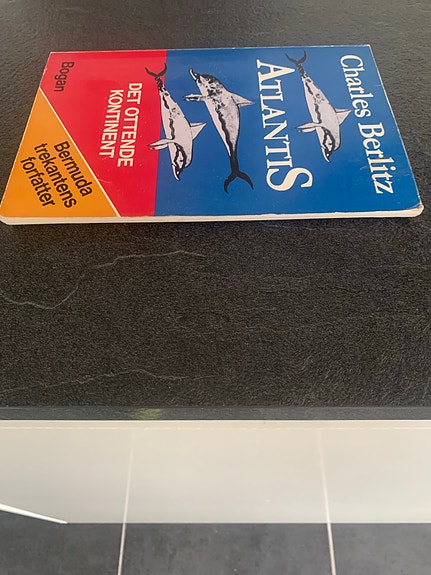 Charles Berlitz
ATLANTIS
DET OTTENDE
KONTINENT
Bermuda
trekantens
forfatter
Bogan